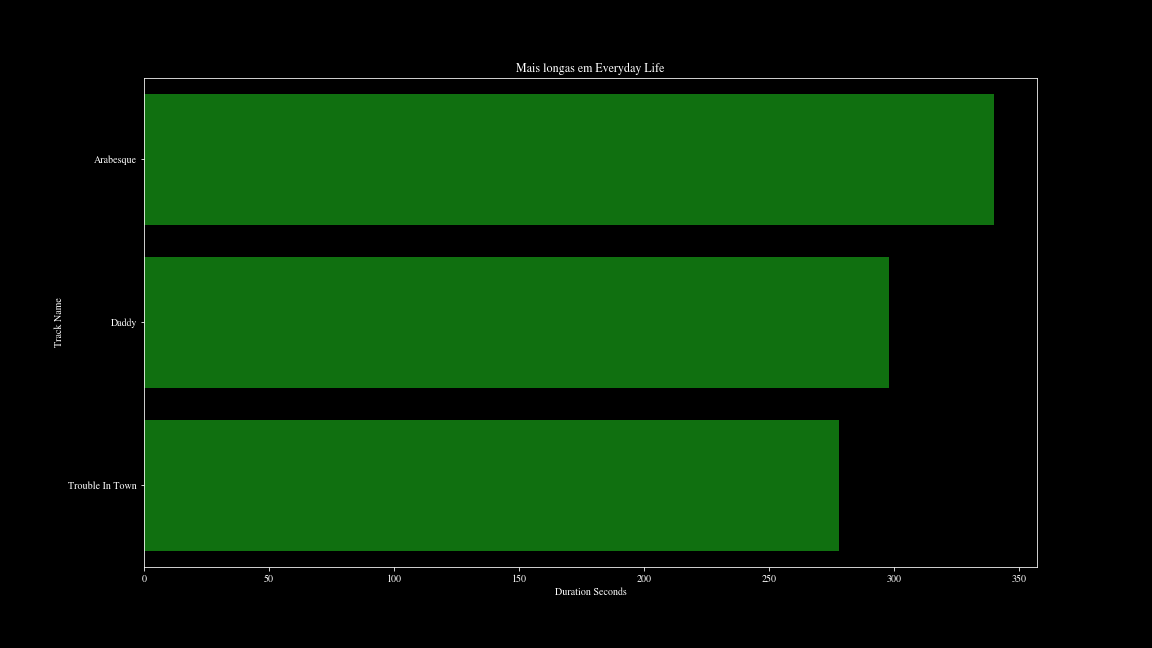 Mais longas em Everyday Life
Track Name
Arabesque
Daddy
Trouble In Town
0 50 100 150 200 250 300 350
Duration Seconds